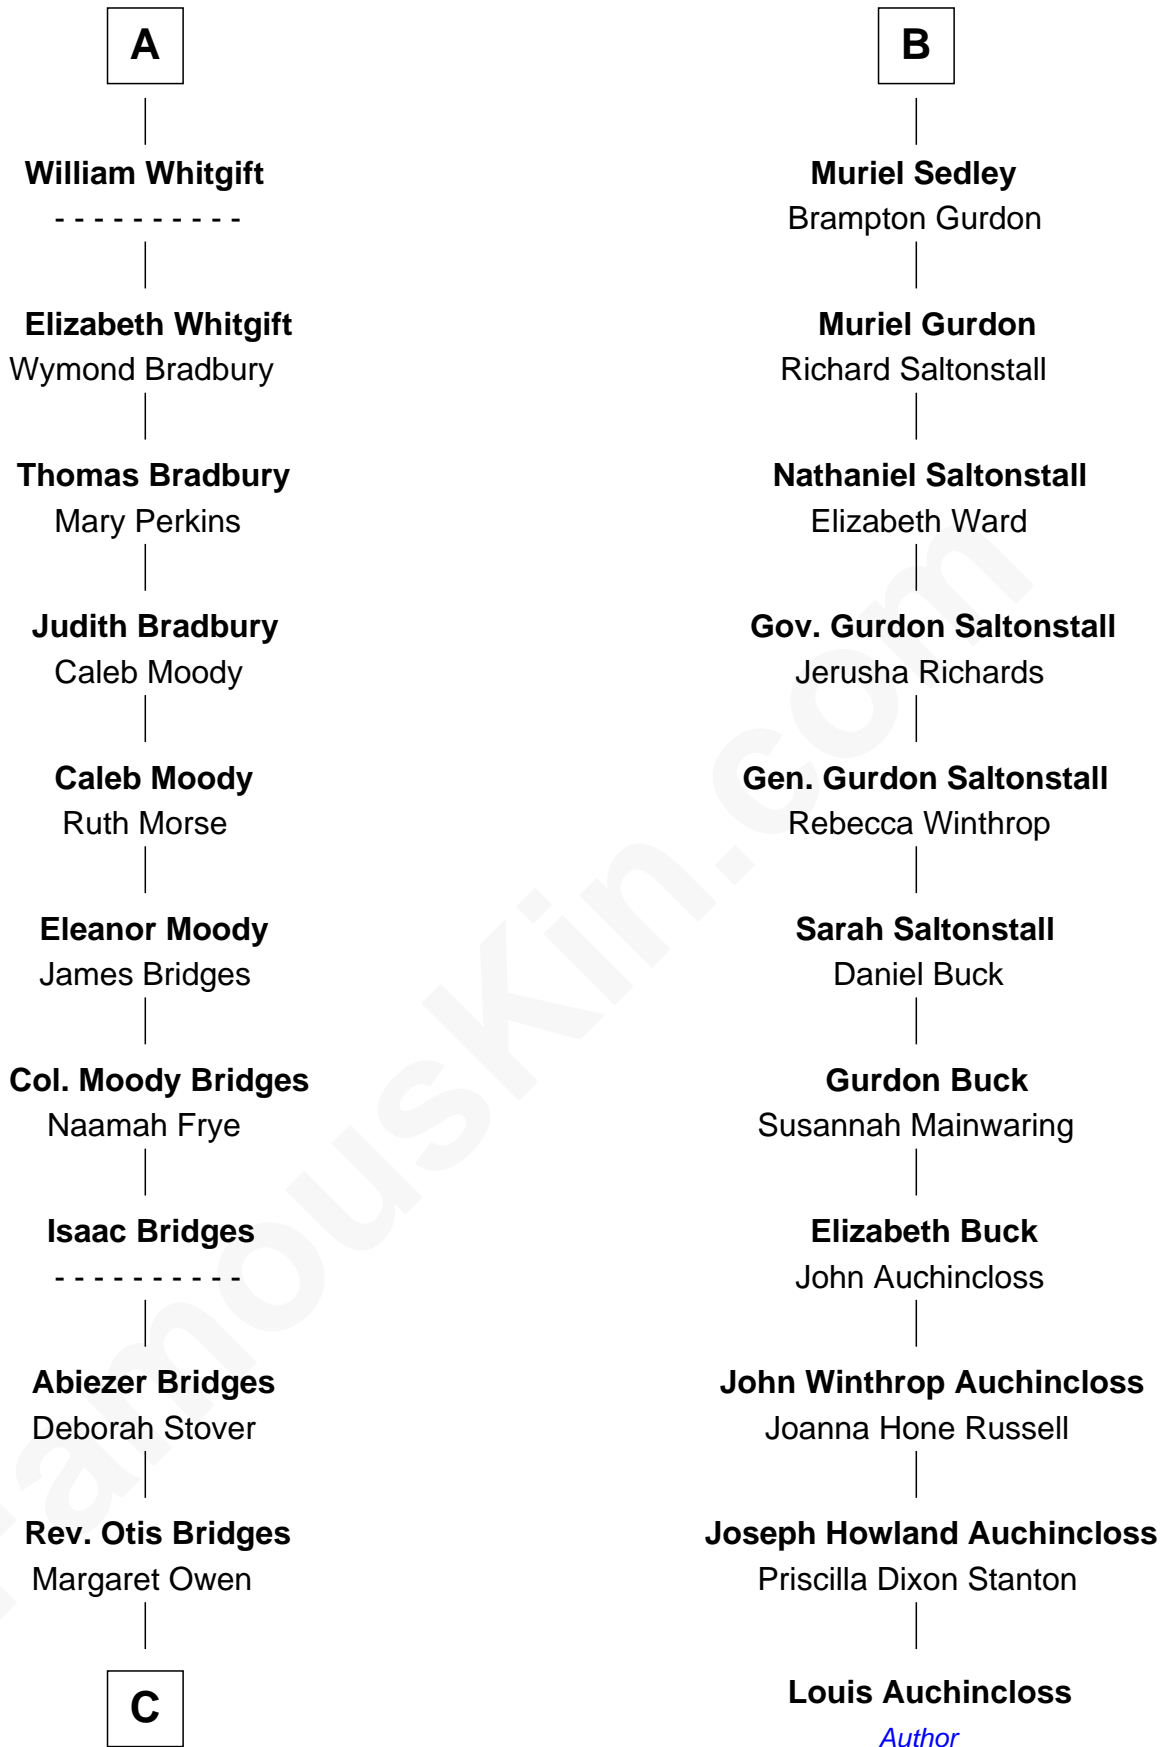 A
William Whitgift
- - - - - - - - - -
Elizabeth Whitgift
Wymond Bradbury
Thomas Bradbury
Mary Perkins
Judith Bradbury
Caleb Moody
Caleb Moody
Ruth Morse
Eleanor Moody
James Bridges
Col. Moody Bridges
Naamah Frye
Isaac Bridges
- - - - - - - - - -
Abiezer Bridges
Deborah Stover
Rev. Otis Bridges
Margaret Owen
C
B
Muriel Sedley
Brampton Gurdon
Muriel Gurdon
Richard Saltonstall
Nathaniel Saltonstall
Elizabeth Ward
Gov. Gurdon Saltonstall
Jerusha Richards
Gen. Gurdon Saltonstall
Rebecca Winthrop
Sarah Saltonstall
Daniel Buck
Gurdon Buck
Susannah Mainwaring
Elizabeth Buck
John Auchincloss
John Winthrop Auchincloss
Joanna Hone Russell
Joseph Howland Auchincloss
Priscilla Dixon Stanton
Louis Auchincloss
Author
FamousKin.com